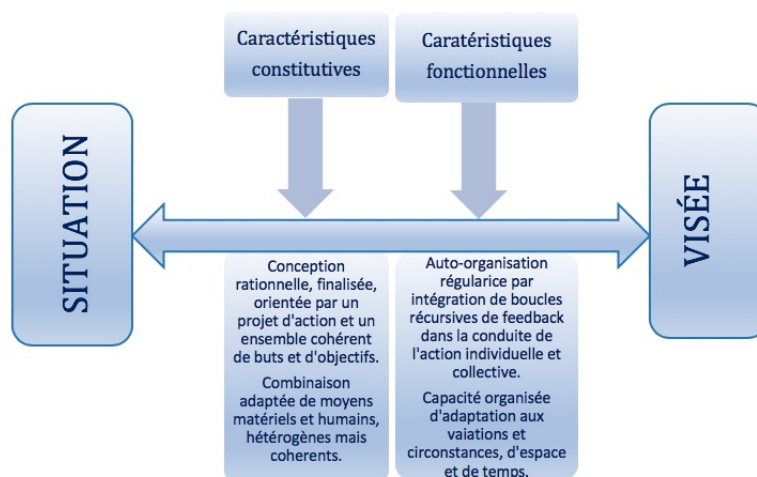 Caractéristiques
constitutives
Caratéristiques
fonctionnelles
SITUATION
Conception
rationnelle, finalisée,
orientée par un
projet d'action et un
ensemble cohérent
de buts et d'objectifs.
Combinaison
adaptée de moyens
matériels et humains,
hétérogènes mais
coherents.
Auto-organisation
régularice par
intégration de boucles
récursives de feedback
dans la conduite de
l'action individuelle et
collective.
Capacité organisée
d'adaptation aux
vaiations et
circonstances, d'espace
et de temps.
VISÉE